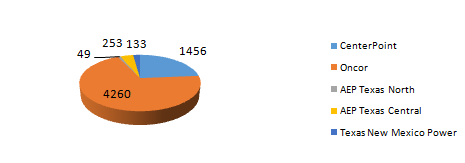 253 133
1456
49
4260
CenterPoint
Oncor
AEP Texas North
AEP Texas Central
Texas New Mexico Power